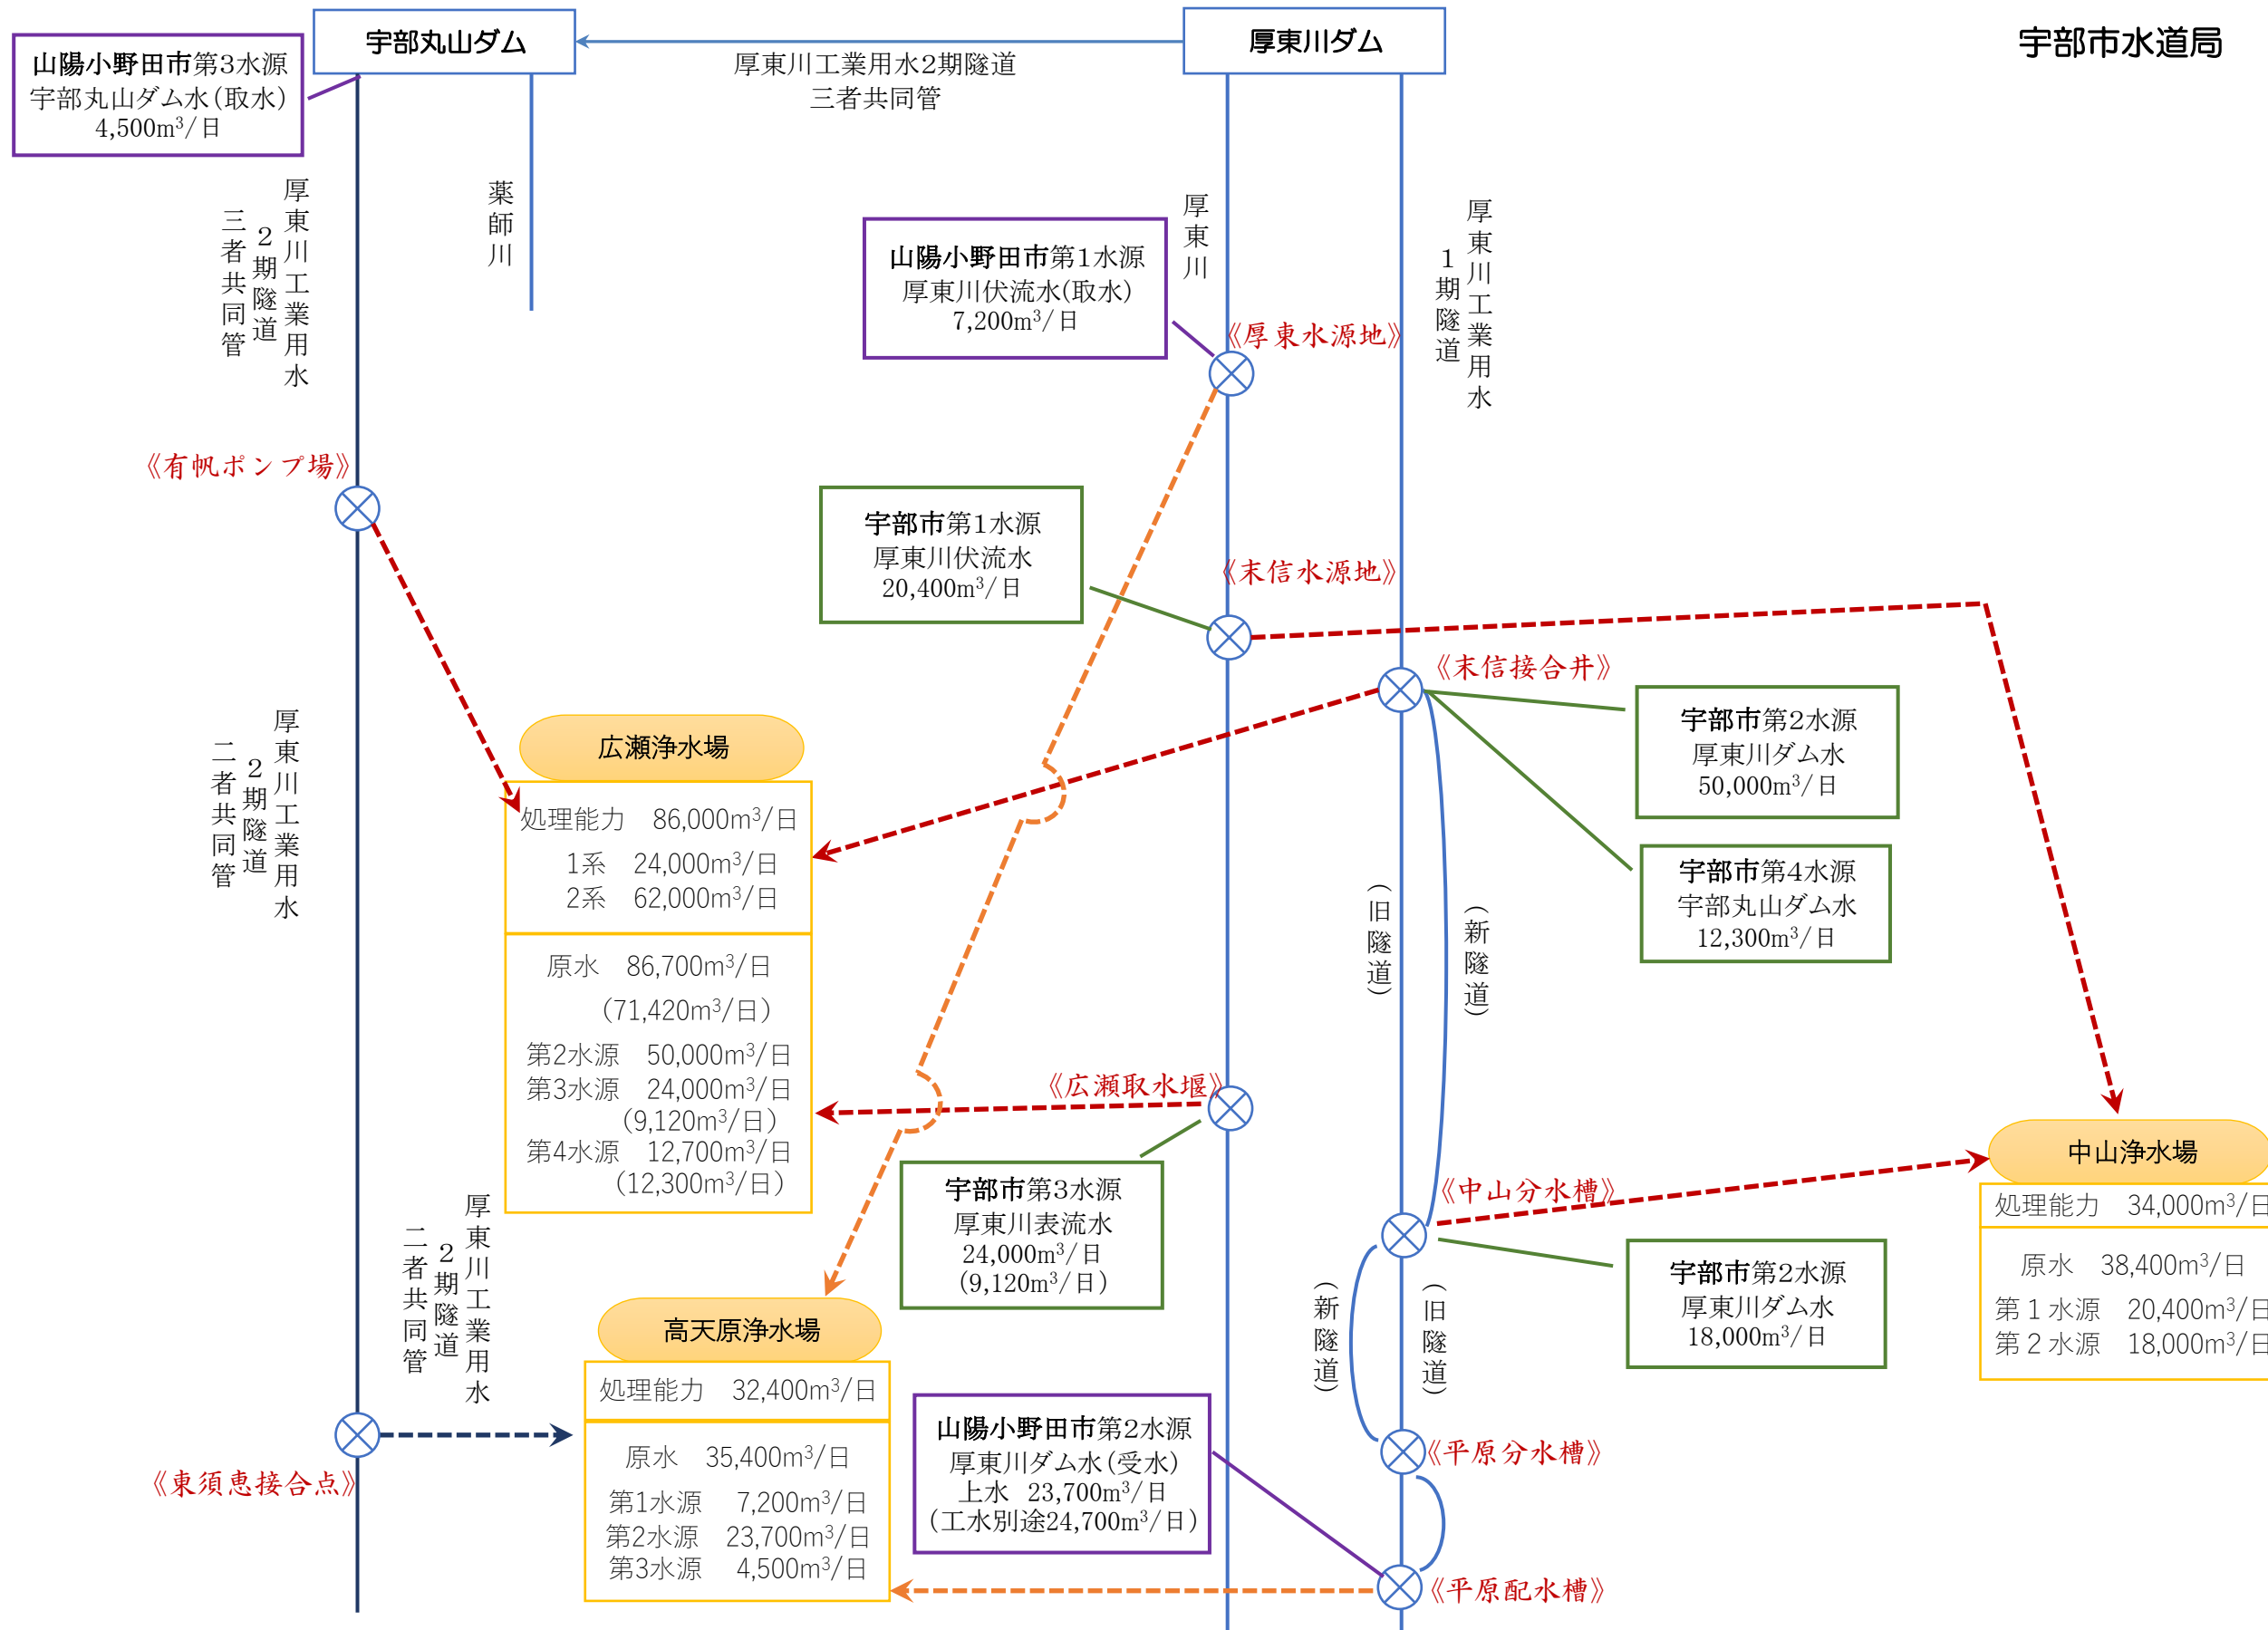 宇部市水道局
宇部丸山ダム
厚東川ダム
厚東川工業用水2期隧道
三者共同管
山陽小野田市第3水源
宇部丸山ダム水(取水)
4,500m³/日
厚東川工業用水
2期隧道
三者共同管
薬師川
厚東川
厚東川工業用水
1期隧道
山陽小野田市第1水源
厚東川伏流水(取水)
7,200m³/日
《厚東水源地》
《有帆ポンプ場》
宇部市第1水源
厚東川伏流水
20,400m³/日
《末信水源地》
《末信接合井》
宇部市第2水源
厚東川ダム水
50,000m³/日
宇部市第4水源
宇部丸山ダム水
12,300m³/日
厚東川工業用水
2期隧道
二者共同管
広瀬浄水場
処理能力 86,000m³/日
1系 24,000m³/日
2系 62,000m³/日
原水 86,700m³/日
(71,420m³/日)
第2水源 50,000m³/日
第3水源 24,000m³/日
(9,120m³/日)
第4水源 12,700m³/日
(12,300m³/日)
(旧隧道)
(新隧道)
《広瀬取水堰》
宇部市第3水源
厚東川表流水
24,000m³/日
(9,120m³/日)
《中山分水槽》
宇部市第2水源
厚東川ダム水
18,000m³/日
中山浄水場
処理能力 34,000m³/日
原水 38,400m³/日
第1水源 20,400m³/日
第2水源 18,000m³/日
厚東川工業用水
2期隧道
二者共同管
(新隧道)
(旧隧道)
高天原浄水場
処理能力 32,400m³/日
原水 35,400m³/日
第1水源 7,200m³/日
第2水源 23,700m³/日
第3水源 4,500m³/日
山陽小野田市第2水源
厚東川ダム水(受水)
上水 23,700m³/日
(工水別途24,700m³/日)
《平原分水槽》
《東須恵接合点》
《平原配水槽》